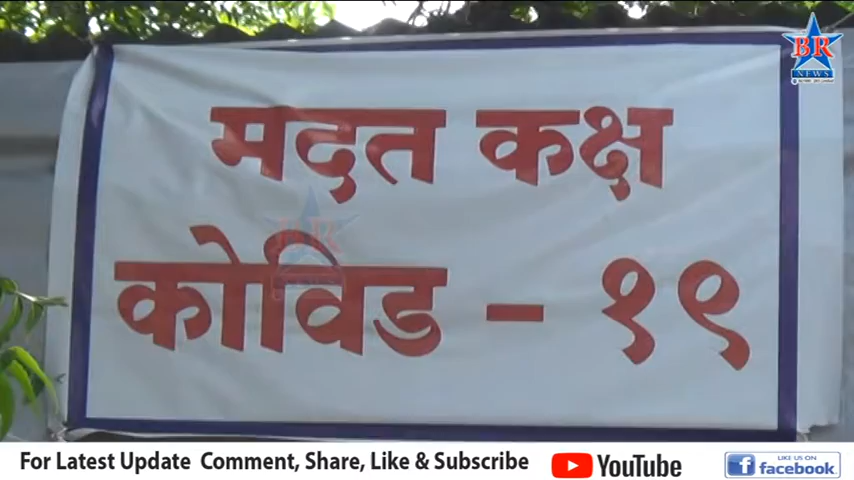 मदत कक्ष
कोविड - १९
BR
NEWS
For Latest Update Comment, Share, Like & Subscribe
YouTube
LIKE US ON
facebook